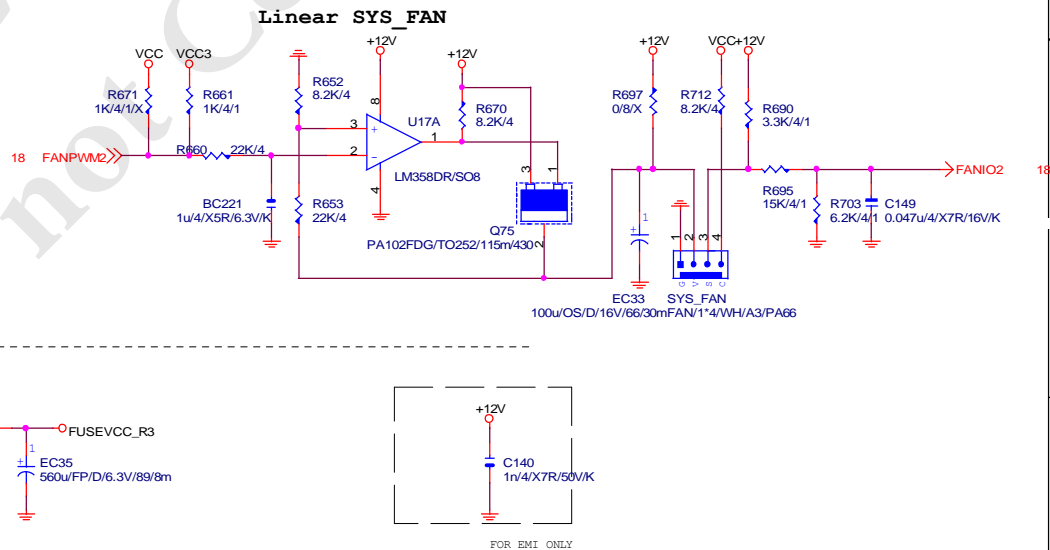 not C
Linear SYS_FAN
VCC VCC3 +12V +12V +12V VCC +12V
R671
1K/4/1/X
R661
1K/4/1
R652
8.2K/4
8
3
+
2
−
1
4
U17A
LM358DR/SO8
R670
8.2K/4
R697
0/8/X
R712
8.2K/4
R690
3.3K/4/1
18 FANPWM2
R660 22K/4
BC221
1u/4/X5R/6.3V/K
R653
22K/4
3
1
2
Q75
PA102FDG/TO252/115m/430
1
+
EC33
100u/OS/D/16V/66/30m
1 2 3 4
G V S C
SYS_FAN
FAN/1*4/WH/A3/PA66
R695
15K/4/1
R703
6.2K/4/1
C149
0.047u/4/X7R/16V/K
FANIO2 18
FUSEVCC_R3
1
+
EC35
560u/FP/D/6.3V/89/8m
+12V
C140
1n/4/X7R/50V/K
FOR EMI ONLY